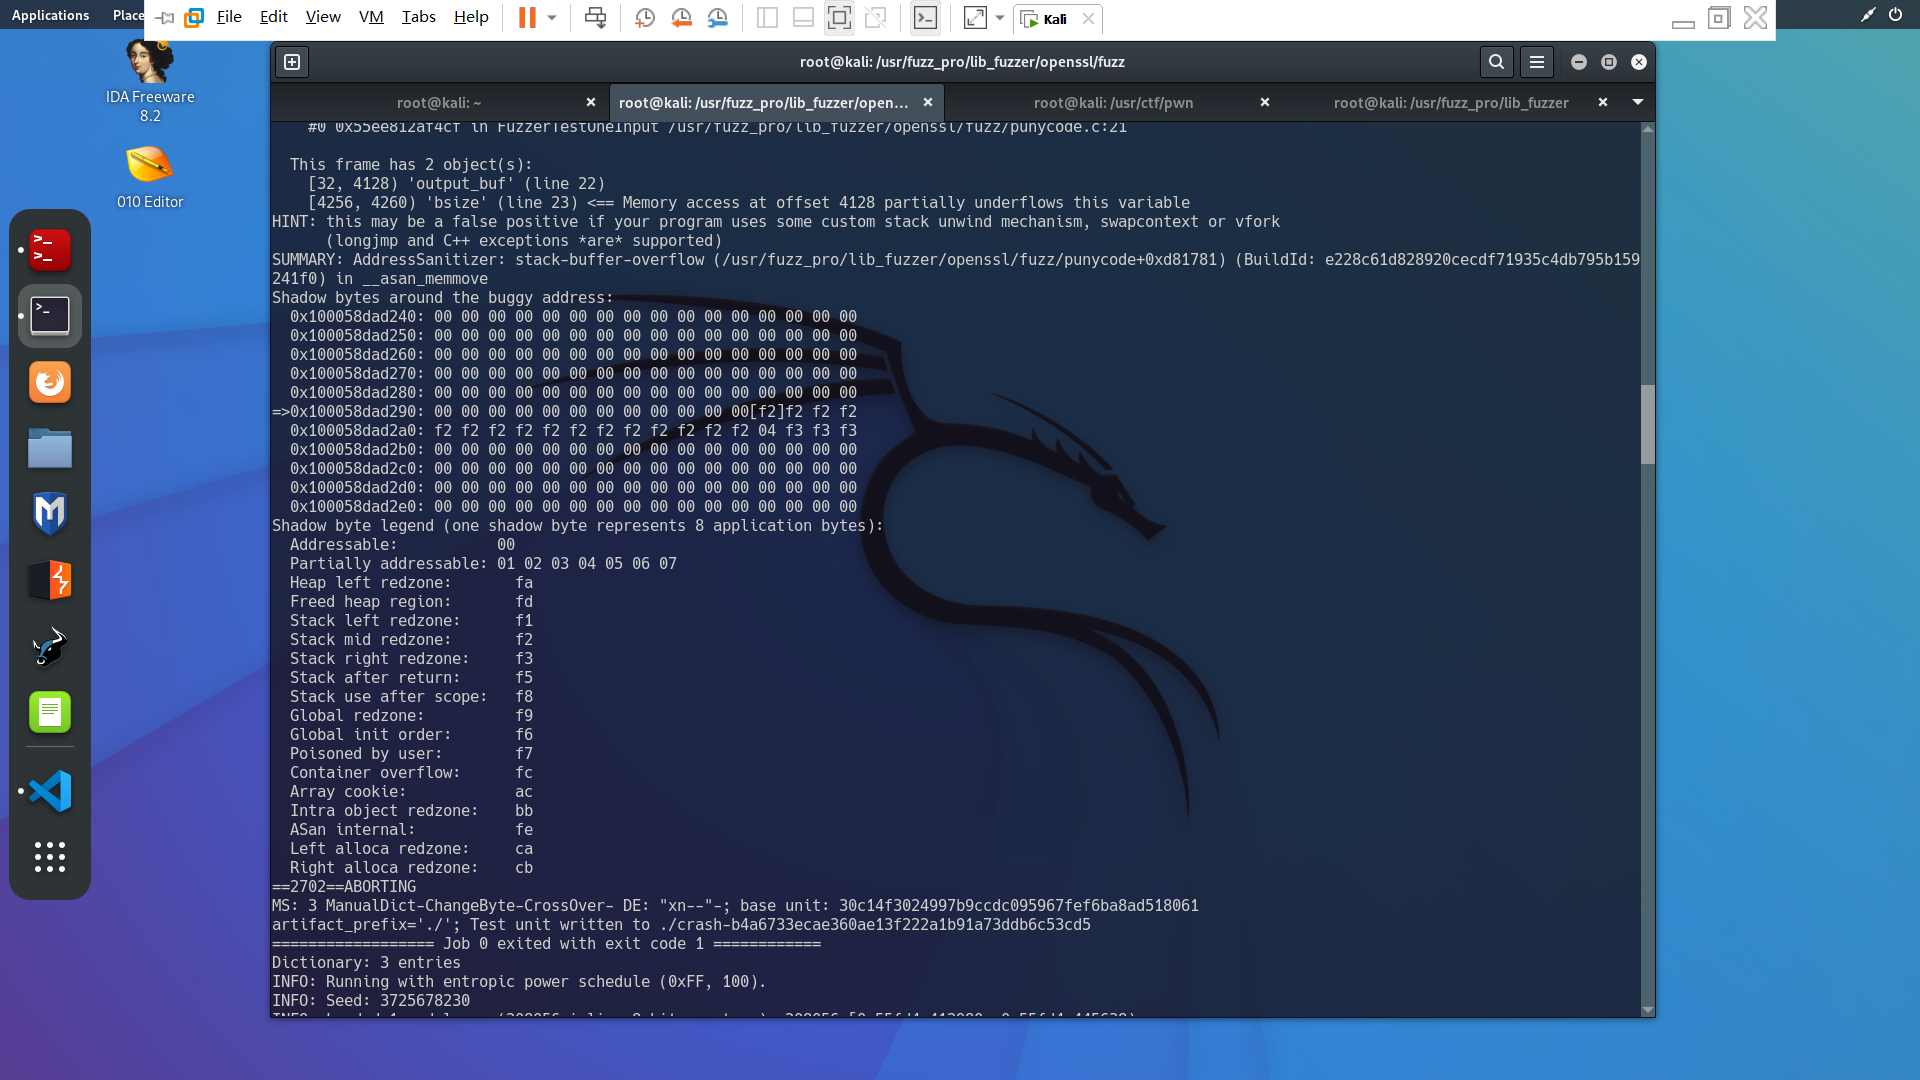 Applications Place File Edit View VM Tabs Help Kali
root@kali: /usr/fuzz_pro/lib_fuzzer/openssl/fuzz
root@kali: ~ root@kali: /usr/fuzz_pro/lib_fuzzer/open... root@kali: /usr/ctf/pwn root@kali: /usr/fuzz_pro/lib_fuzzer
IDA Freeware
8.2
010 Editor
#0 0x55ee812af4cf in FuzzerTestOneInput /usr/fuzz_pro/lib_fuzzer/openssl/fuzz/punycode.c:21
This frame has 2 object(s):
[32, 4128) 'output_buf' (line 22)
[4256, 4260) 'bsize' (line 23) <== Memory access at offset 4128 partially underflows this variable
HINT: this may be a false positive if your program uses some custom stack unwind mechanism, swapcontext or vfork
(longjmp and C++ exceptions *are* supported)
SUMMARY: AddressSanitizer: stack-buffer-overflow (/usr/fuzz_pro/lib_fuzzer/openssl/fuzz/punycode+0xd81781) (BuildId: e228c61d828920cecdf71935c4db795b159
241f0) in __asan_memmove
Shadow bytes around the buggy address:
0x100058dad240: 00 00 00 00 00 00 00 00 00 00 00 00 00 00 00 00
0x100058dad250: 00 00 00 00 00 00 00 00 00 00 00 00 00 00 00 00
0x100058dad260: 00 00 00 00 00 00 00 00 00 00 00 00 00 00 00 00
0x100058dad270: 00 00 00 00 00 00 00 00 00 00 00 00 00 00 00 00
0x100058dad280: 00 00 00 00 00 00 00 00 00 00 00 00 00 00 00 00
=>0x100058dad290: 00 00 00 00 00 00 00 00 00 00 00 00[f2]f2 f2 f2
0x100058dad2a0: f2 f2 f2 f2 f2 f2 f2 f2 f2 f2 f2 f2 04 f3 f3 f3
0x100058dad2b0: 00 00 00 00 00 00 00 00 00 00 00 00 00 00 00 00
0x100058dad2c0: 00 00 00 00 00 00 00 00 00 00 00 00 00 00 00 00
0x100058dad2d0: 00 00 00 00 00 00 00 00 00 00 00 00 00 00 00 00
0x100058dad2e0: 00 00 00 00 00 00 00 00 00 00 00 00 00 00 00 00
Shadow byte legend (one shadow byte represents 8 application bytes):
Addressable: 00
Partially addressable: 01 02 03 04 05 06 07
Heap left redzone: fa
Freed heap region: fd
Stack left redzone: f1
Stack mid redzone: f2
Stack right redzone: f3
Stack after return: f5
Stack use after scope: f8
Global redzone: f9
Global init order: f6
Poisoned by user: f7
Container overflow: fc
Array cookie: ac
Intra object redzone: bb
ASan internal: fe
Left alloca redzone: ca
Right alloca redzone: cb
==2702==ABORTING
MS: 3 ManualDict-ChangeByte-CrossOver- DE: "xn--"-; base unit: 30c14f3024997b9ccdc095967fef6ba8ad518061
artifact_prefix='./'; Test unit written to ./crash-b4a6733ecae360ae13f222a1b91a73ddb6c53cd5
================== Job 0 exited with exit code 1 ============
Dictionary: 3 entries
INFO: Running with entropic power schedule (0xFF, 100).
INFO: Seed: 3725678230